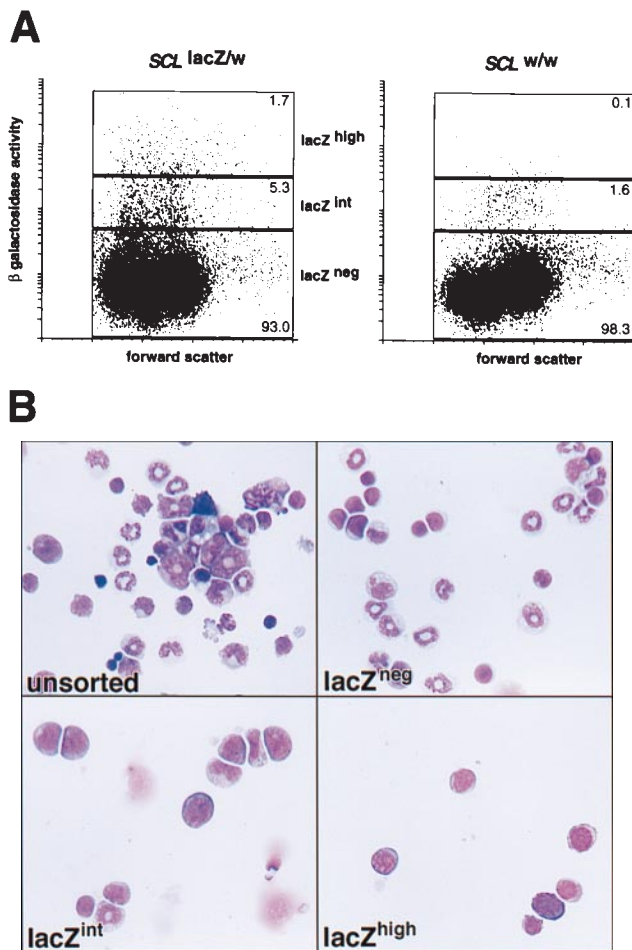 A
SCL lacZ/w
SCL w/w
β galactosidase activity
1.7
lacZ high
5.3
lacZ int
lacZ neg
93.0
forward scatter
0.1
1.6
98.3
forward scatter
B
unsorted
lacZneg
lacZint
lacZhigh